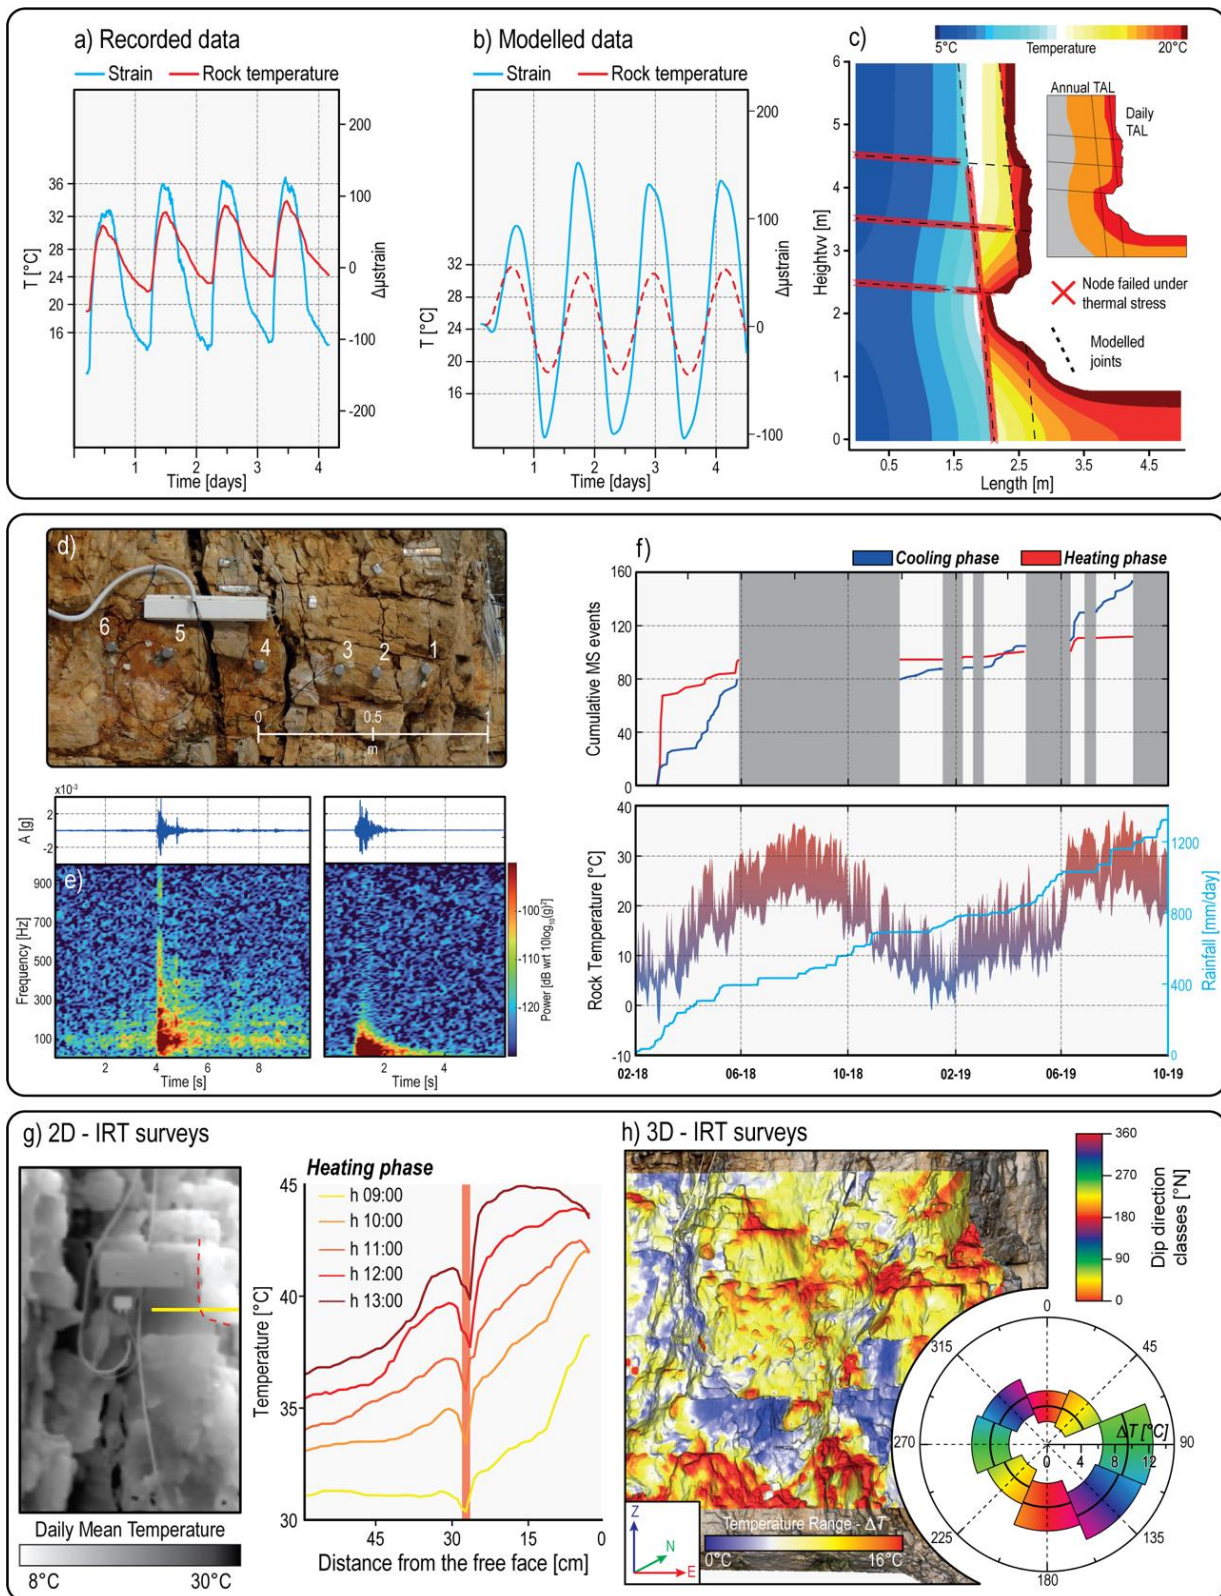 a) Recorded data
Strain
Rock temperature
200
36
100
32
T [°C]
28
0
Δμstrain
24
20
-100
16
-200
1
2
3
4
Time [days]
b) Modelled data
Strain
Rock temperature
200
100
32
28
T [°C]
24
0
Δμstrain
20
16
-100
1
2
3
4
Time [days]
c)
5°C
Temperature
20°C
6
5
4
3
2
1
0
Heightvv [m]
0.5
1.5
2.5
3.5
4.5
Length [m]
Annual TAL
Daily
TAL
Node failed under
thermal stress
Modelled
joints
d)
6
5
4
3
2
1
0
0.5
1
m
x10⁻³
2
-2
A [g]
e)
900
700
500
300
100
Frequency [Hz]
2
4
6
8
Time [s]
2
4
Time [s]
-100
-110
-120
Power [dB wrt 10log₁₀(g)²]
f)
Cooling phase
Heating phase
160
120
80
40
0
Cumulative MS events
40
30
20
10
0
-10
Rock Temperature [°C]
1200
800
400
0
Rainfall [mm/day]
02-18
06-18
10-18
02-19
06-19
10-19
g) 2D - IRT surveys
Daily Mean Temperature
8°C
30°C
Heating phase
h 09:00
h 10:00
h 11:00
h 12:00
h 13:00
45
40
35
30
Temperature [°C]
45
30
15
0
Distance from the free face [cm]
h) 3D - IRT surveys
Z
N
E
Temperature Range - ΔT
0°C
16°C
360
270
180
90
0
Dip direction
classes [°N]
0
45
90
135
180
225
270
315
ΔT [°C]
0
4
8
12